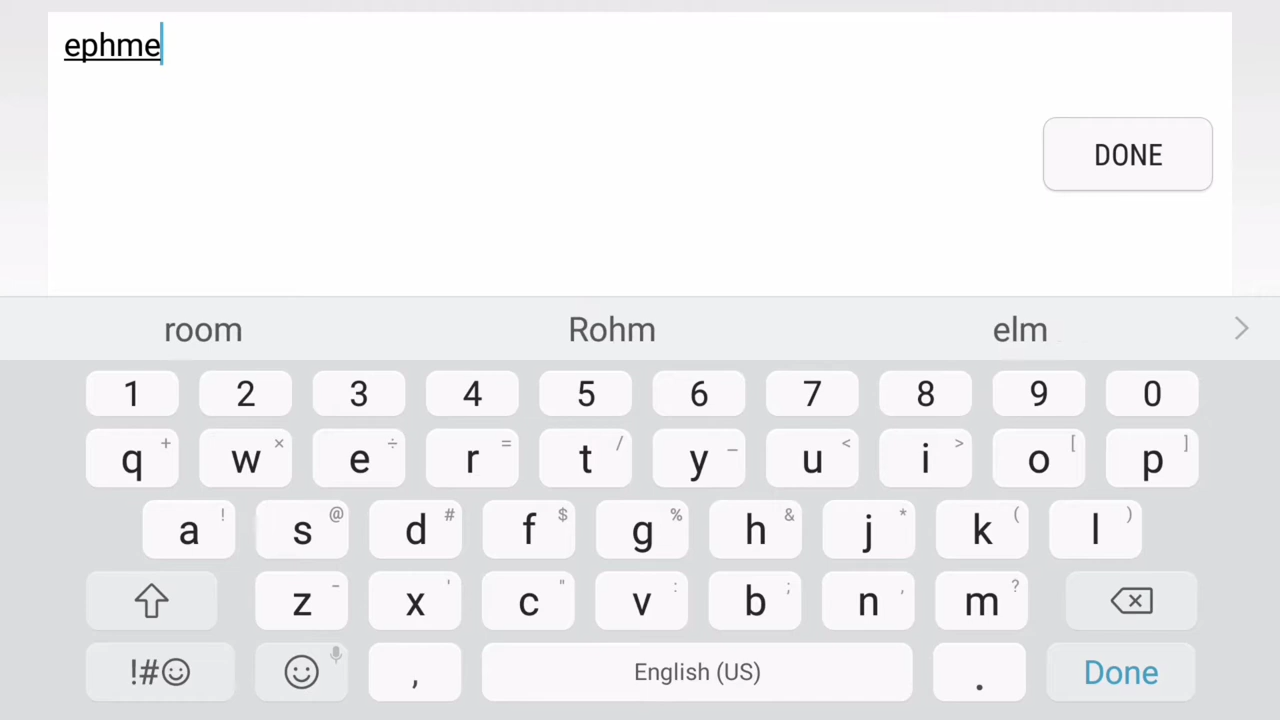 ephme
DONE
room Rohm elm
1 2 3 4 5 6 7 8 9 0
q + w × e ÷ r = t / y _ u < i > o [ p ]
a ! s @ d # f $ g % h & j * k ( l )
z - x ' c " v : b ; n , m ?
!#☺ , English (US) . Done